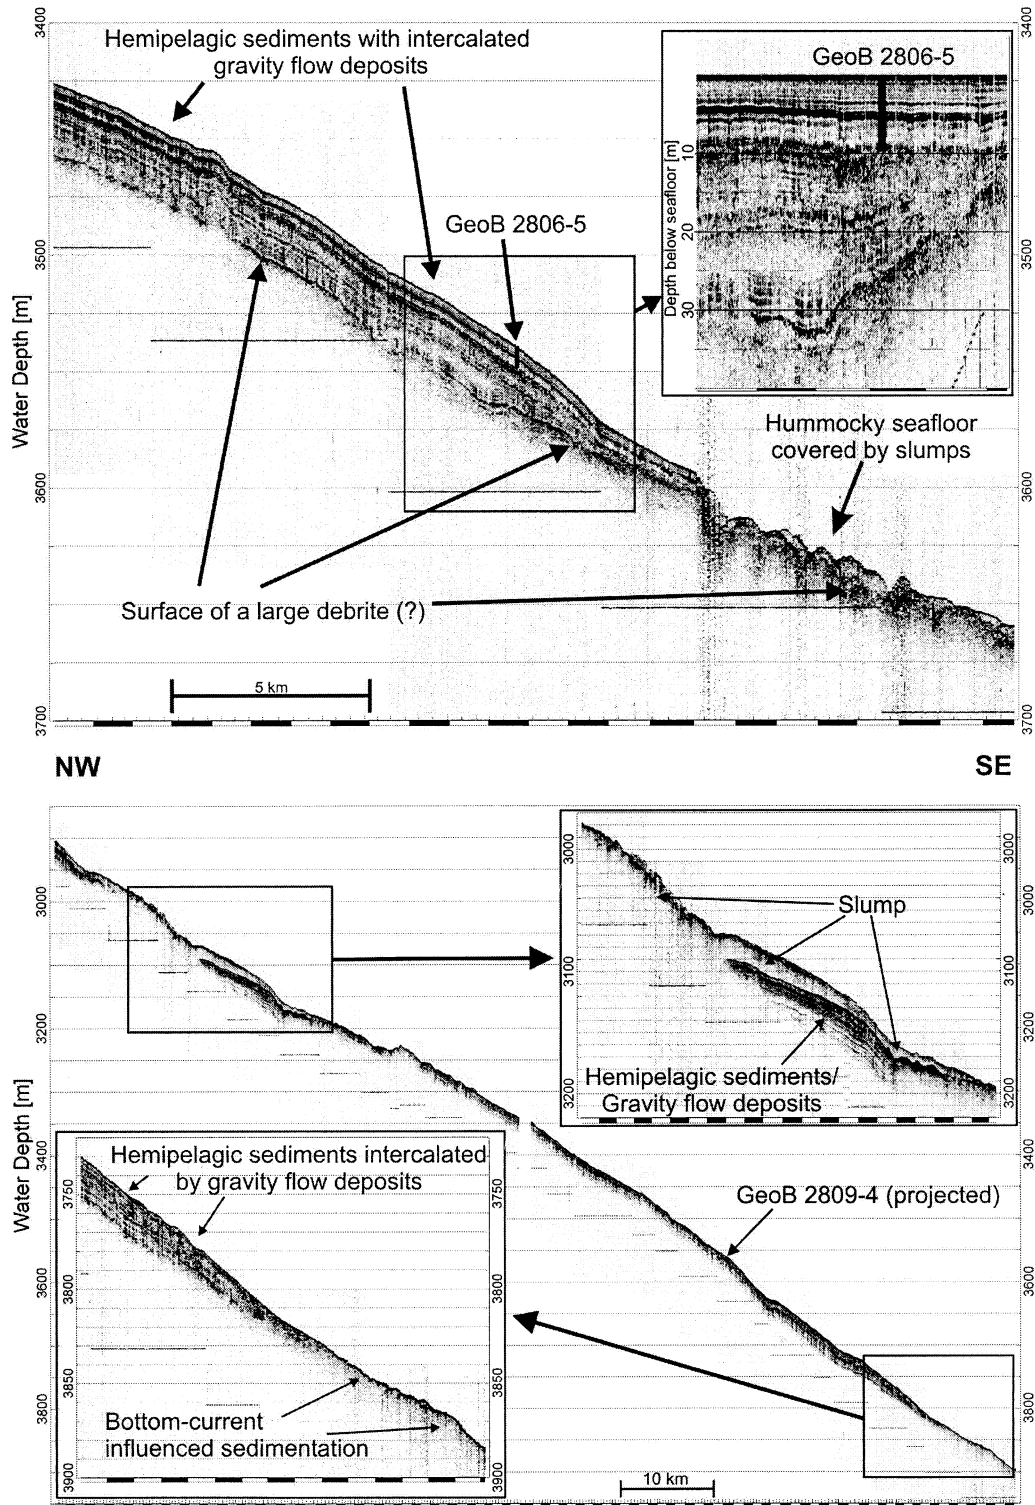 3400
3400
Hemipelagic sediments with intercalated
gravity flow deposits
GeoB 2806-5
Depth below seafloor [m]
10
20
30
GeoB 2806-5
3500
3500
Water Depth [m]
Hummocky seafloor
covered by slumps
3600
3600
Surface of a large debrite (?)
5 km
3700
3700
NW
SE
3000
3000
3000
Slump
3100
3100
3200
3200
3200
3200
Hemipelagic sediments/
Gravity flow deposits
Water Depth [m]
3400
3400
Hemipelagic sediments intercalated
by gravity flow deposits
3750
3750
GeoB 2809-4 (projected)
3600
3600
3800
3800
3850
3850
3800
3800
Bottom-current
influenced sedimentation
3900
3900
10 km